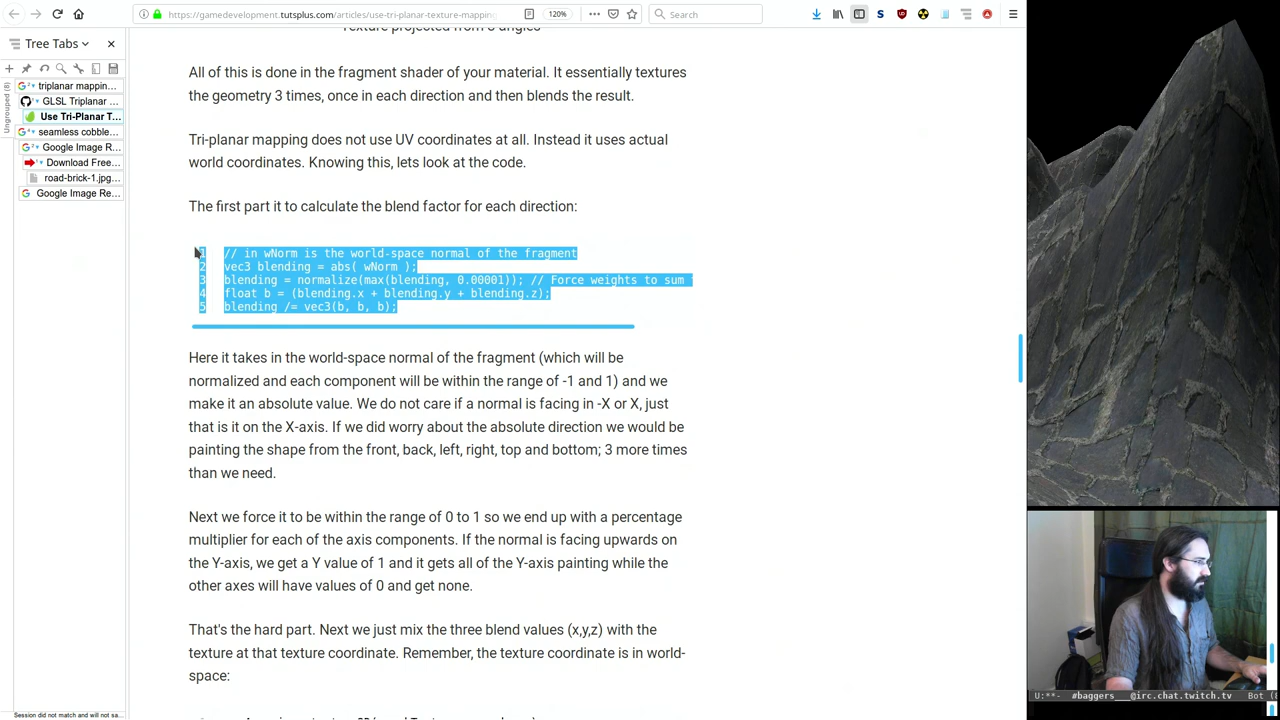 https://gamedevelopment.tutsplus.com/articles/use-tri-planar-texture-mapping
120%
Search
Tree Tabs
Ungrouped (8)
triplanar mappin...
GLSL Triplanar ...
Use Tri-Planar T...
seamless cobble...
Google Image R...
Download Free...
road-brick-1.jpg...
Google Image Re...
All of this is done in the fragment shader of your material. It essentially textures
the geometry 3 times, once in each direction and then blends the result.
Tri-planar mapping does not use UV coordinates at all. Instead it uses actual
world coordinates. Knowing this, lets look at the code.
The first part it to calculate the blend factor for each direction:
1 // in wNorm is the world-space normal of the fragment
2 vec3 blending = abs( wNorm );
3 blending = normalize(max(blending, 0.00001)); // Force weights to sum
4 float b = (blending.x + blending.y + blending.z);
5 blending /= vec3(b, b, b);
Here it takes in the world-space normal of the fragment (which will be
normalized and each component will be within the range of -1 and 1) and we
make it an absolute value. We do not care if a normal is facing in -X or X, just
that is it on the X-axis. If we did worry about the absolute direction we would be
painting the shape from the front, back, left, right, top and bottom; 3 more times
than we need.
Next we force it to be within the range of 0 to 1 so we end up with a percentage
multiplier for each of the axis components. If the normal is facing upwards on
the Y-axis, we get a Y value of 1 and it gets all of the Y-axis painting while the
other axes will have values of 0 and get none.
That's the hard part. Next we just mix the three blend values (x,y,z) with the
texture at that texture coordinate. Remember, the texture coordinate is in world-
space:
Session did not match and will not sa...
U:**- #baggers___@irc.chat.twitch.tv Bot (8